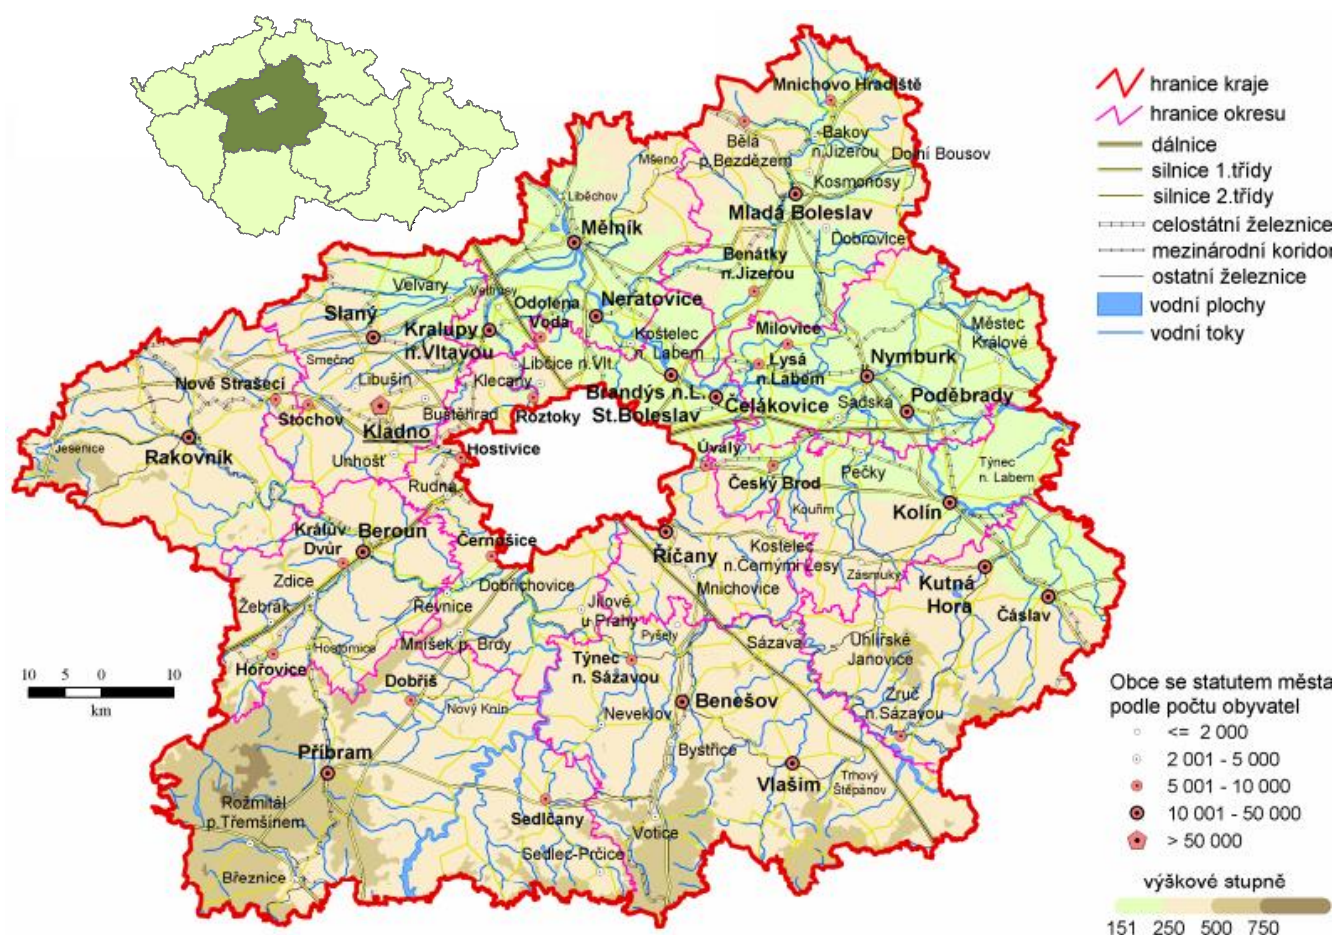 Mnichovo Hradiště
Bělá
p.Bezdězem
Bakov
n.Jizerou
Dolní Bousov
Mšeno
Kosmonosy
Liběchov
Mladá Boleslav
Mělník
Dobrovice
Benátky
n.Jizerou
Velvary
Veltrusy
Odolena
Voda
Neratovice
Slaný
Kralupy
n.Vltavou
Kostelec
n. Labem
Milovice
Městec
Králové
Nymburk
Smečno
Libčice n.Vlt.
Lysá
n.Labem
Libušín
Klecany
Nové Strašecí
Brandýs n.L.
St.Boleslav
Čelákovice
Sadská
Poděbrady
Stochov
Buštěhrad
Roztoky
Kladno
Jesenice
Rakovník
Unhošť
Hostivice
Úvaly
Pečky
Týnec
n. Labem
Rudná
Český Brod
Kouřim
Kolín
Králův
Dvůr
Beroun
Černošice
Říčany
Kostelec
n.Černými Lesy
Zásmuky
Kutná
Hora
Zdice
Dobřichovice
Mnichovice
Čáslav
Žebrák
Řevnice
Jílové
u Prahy
Pyšely
Sázava
Uhlířské
Janovice
Hostomice
Mníšek p. Brdy
Hořovice
Týnec
n. Sázavou
Dobříš
Nový Knín
Benešov
Zruč
n.Sázavou
Neveklov
Příbram
Bystřice
Vlašim
Trhový
Štěpánov
Rožmitál
p.Třemšínem
Sedlčany
Votice
Sedlec-Prčice
Březnice
10 5 0 10
km
hranice kraje
hranice okresu
dálnice
silnice 1.třídy
silnice 2.třídy
celostátní železnice
mezinárodní koridor
ostatní železnice
vodní plochy
vodní toky
Obce se statutem města
podle počtu obyvatel
<= 2 000
2 001 - 5 000
5 001 - 10 000
10 001 - 50 000
> 50 000
výškové stupně
151 250 500 750